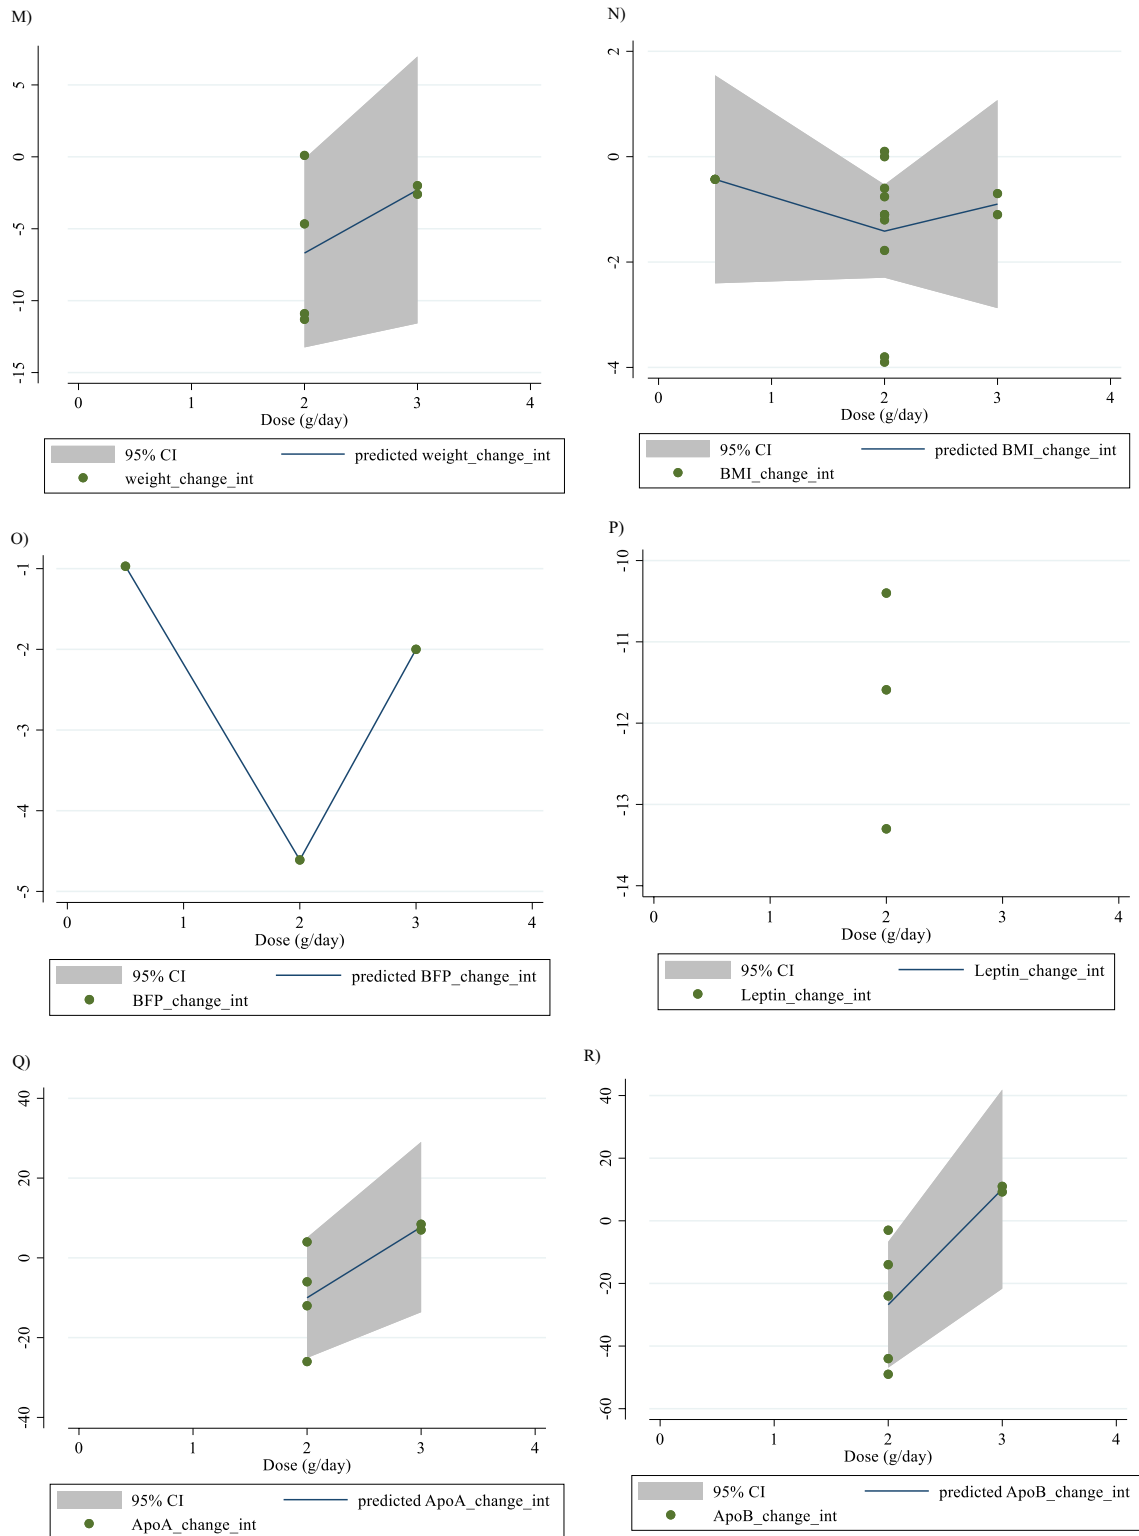 M)
5
0
-5
-10
-15
0 1 2 3 4
Dose (g/day)
95% CI predicted weight_change_int
weight_change_int
N)
2
0
-2
-4
0 1 2 3 4
Dose (g/day)
95% CI predicted BMI_change_int
BMI_change_int
O)
-1
-2
-3
-4
-5
0 1 2 3 4
Dose (g/day)
95% CI predicted BFP_change_int
BFP_change_int
P)
-10
-11
-12
-13
-14
0 1 2 3 4
Dose (g/day)
95% CI Leptin_change_int
Leptin_change_int
Q)
40
20
0
-20
-40
0 1 2 3 4
Dose (g/day)
95% CI predicted ApoA_change_int
ApoA_change_int
R)
40
20
0
-20
-40
-60
0 1 2 3 4
Dose (g/day)
95% CI predicted ApoB_change_int
ApoB_change_int